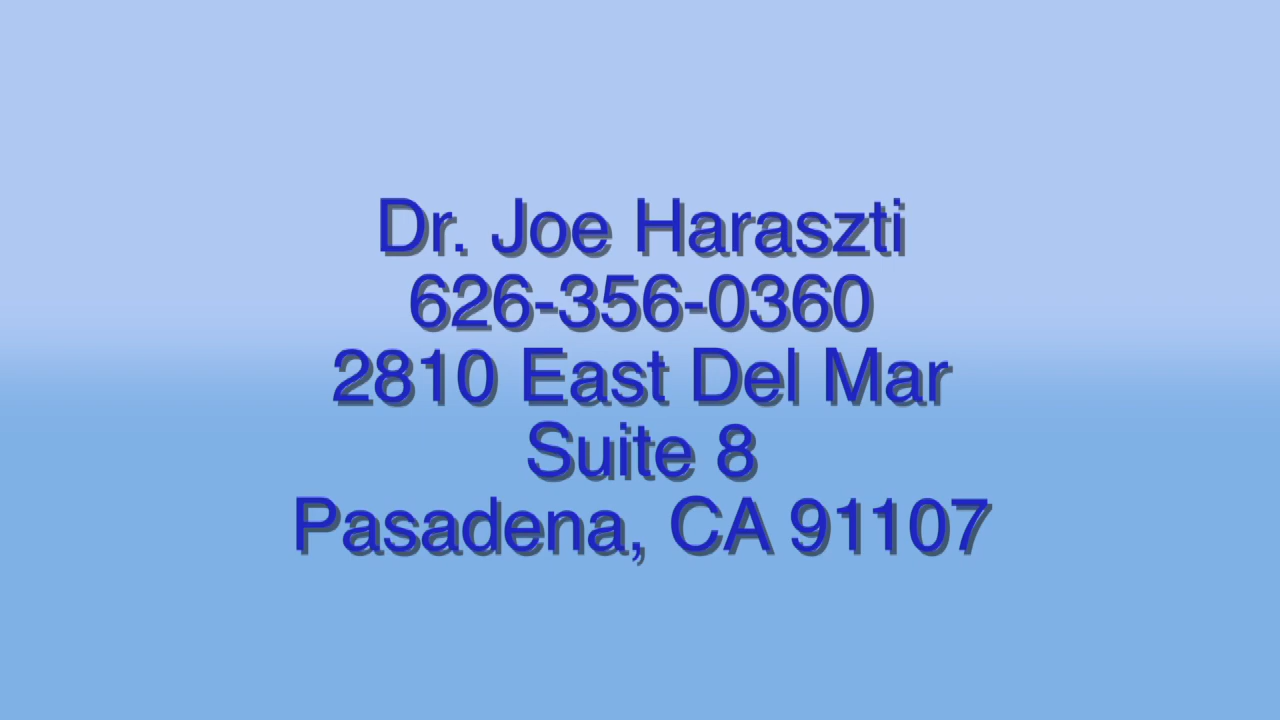 Dr. Joe Haraszti
626-356-0360
2810 East Del Mar
Suite 8
Pasadena, CA 91107